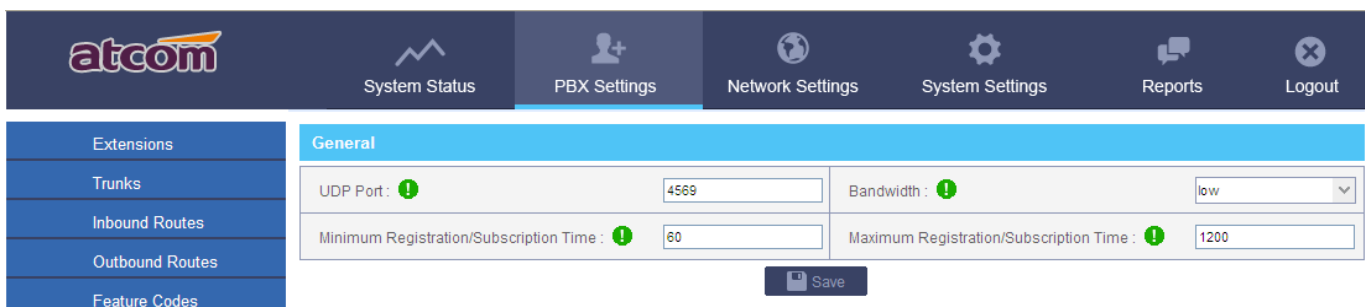 atcom
System Status PBX Settings Network Settings System Settings Reports Logout
Extensions
Trunks
Inbound Routes
Outbound Routes
Feature Codes
General
UDP Port : 4569 Bandwidth : low
Minimum Registration/Subscription Time : 60 Maximum Registration/Subscription Time : 1200
Save